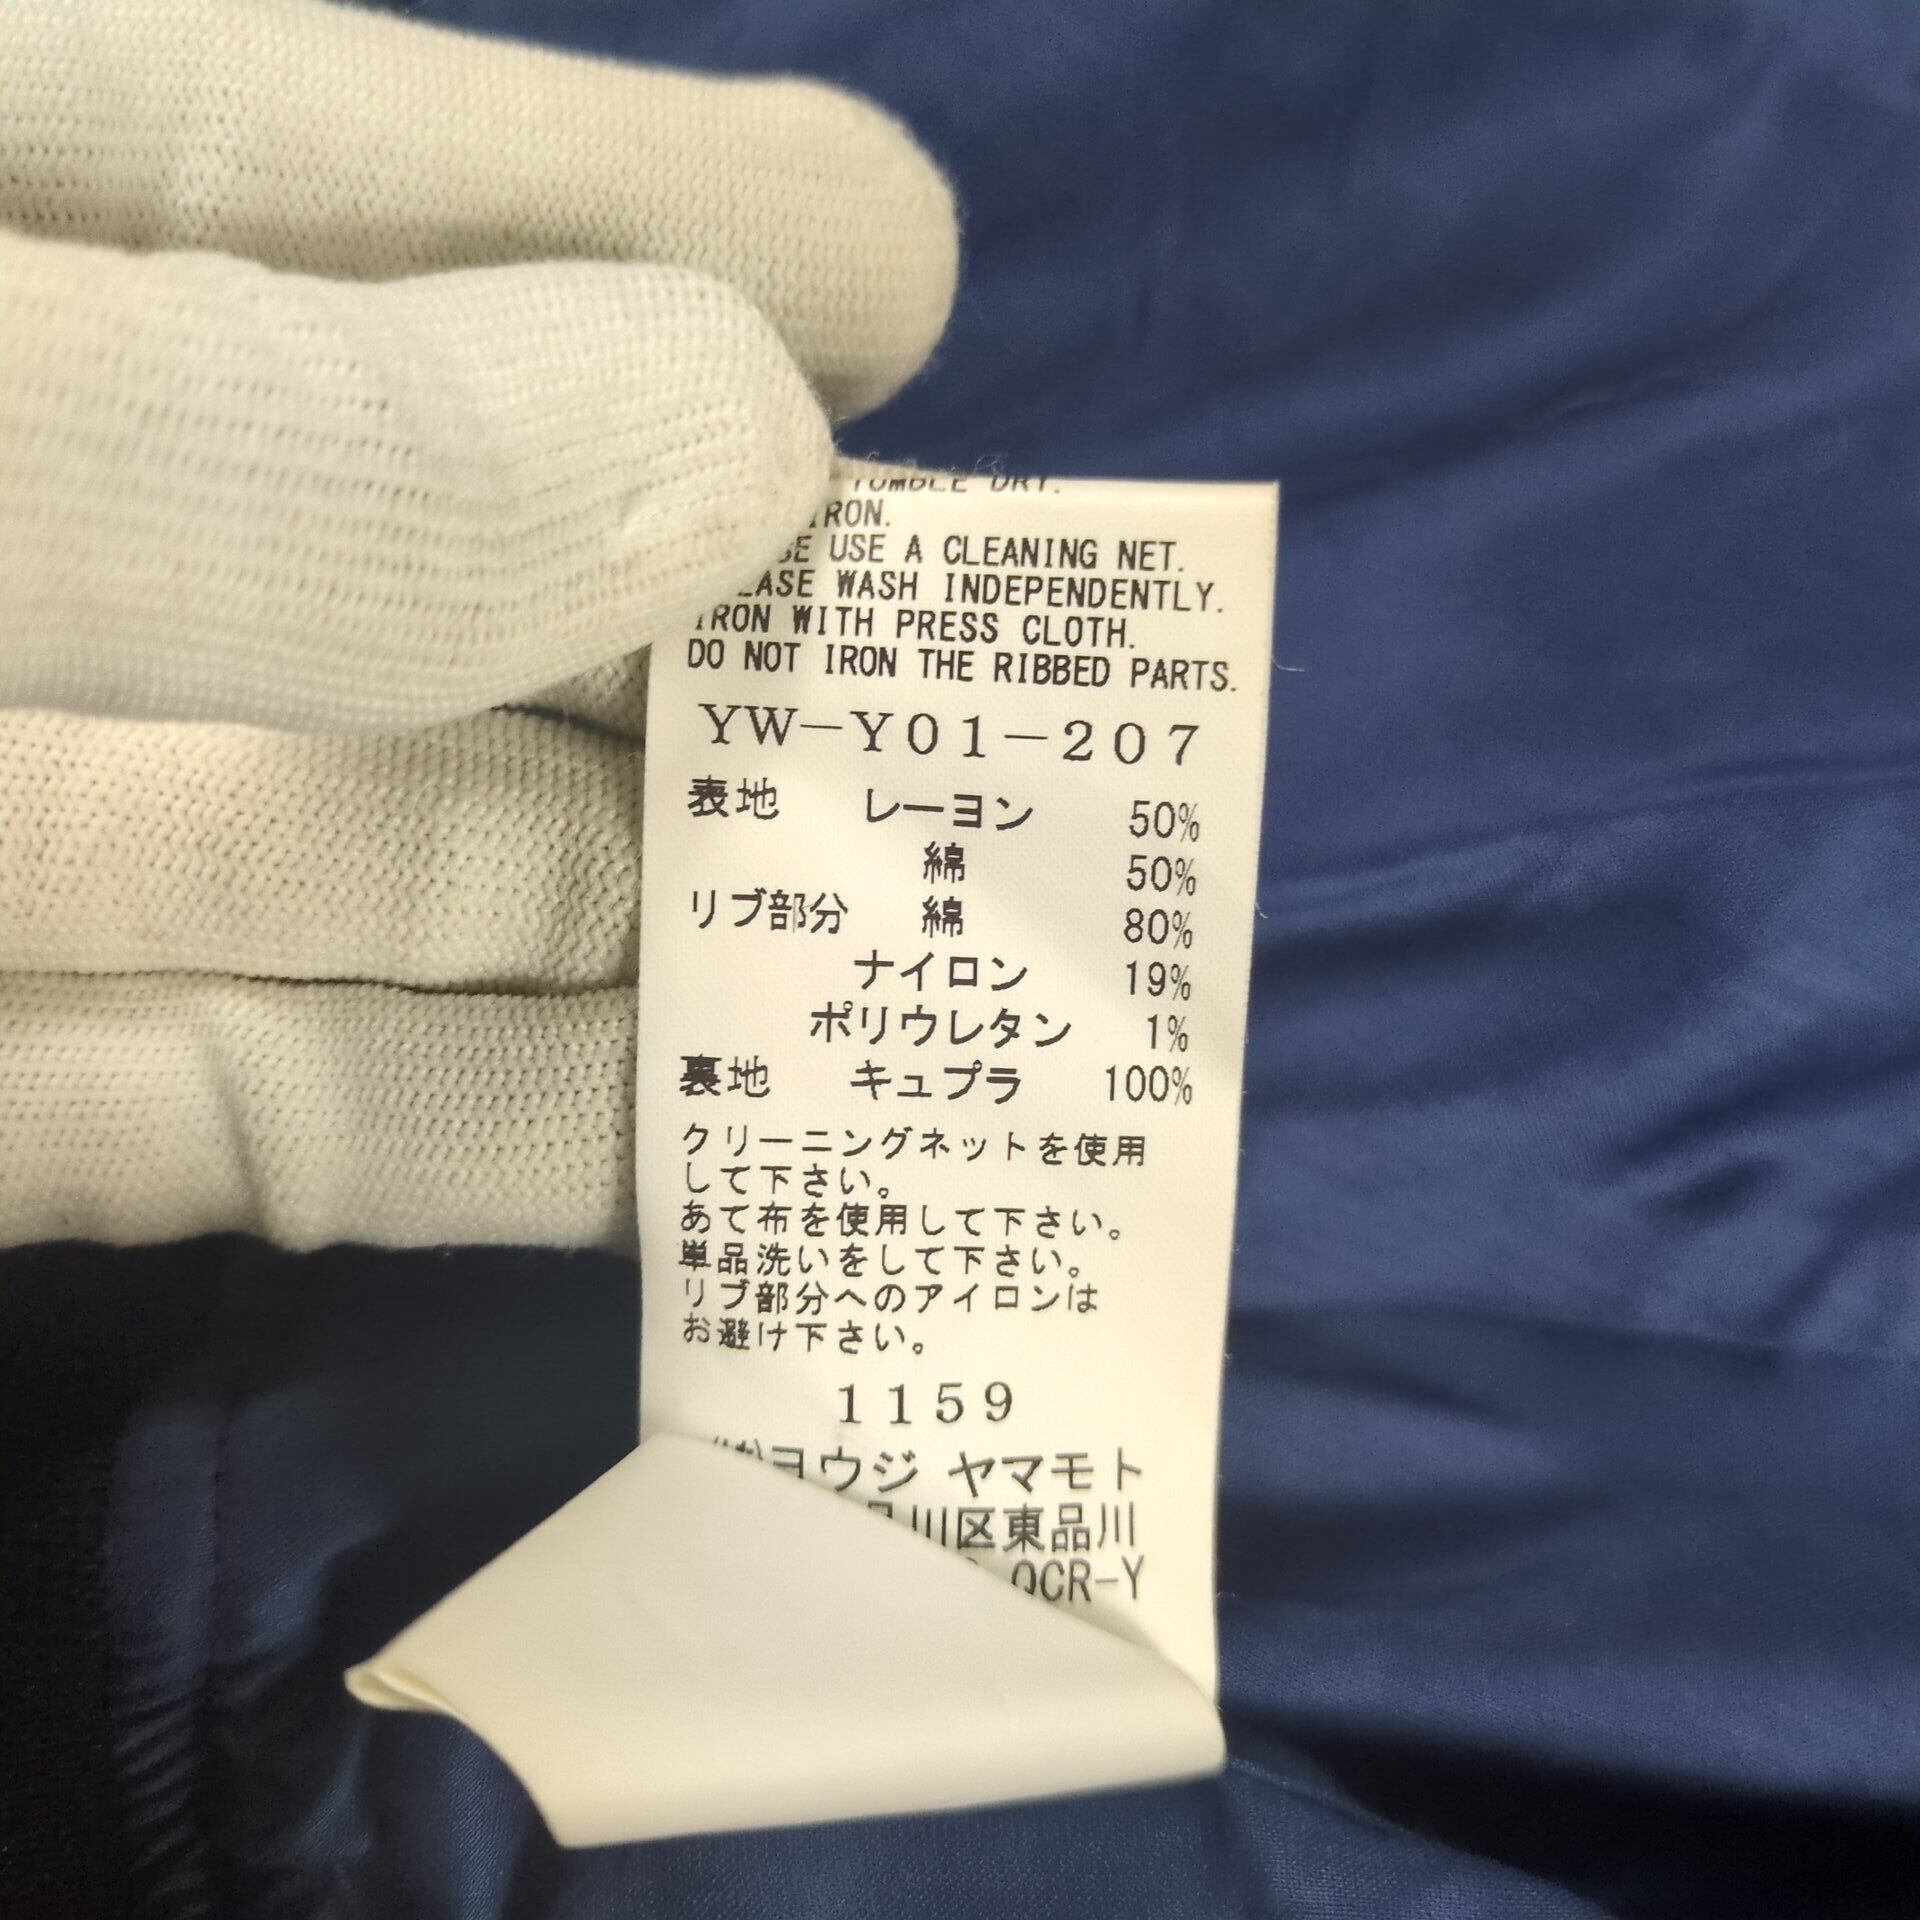 TUMBLE DRY.
IRON.
USE A CLEANING NET.
WASH INDEPENDENTLY.
IRON WITH PRESS CLOTH.
DO NOT IRON THE RIBBED PARTS.
YW-Y01-207
表地 レーヨン 50%
綿 50%
リブ部分 綿 80%
ナイロン 19%
ポリウレタン 1%
裏地 キュプラ 100%
クリーニングネットを使用
して下さい。
あて布を使用して下さい。
単品洗いをして下さい。
リブ部分へのアイロンは
お避け下さい。
1159
ヨウジ ヤマモト
品川区東品川
QCR-Y